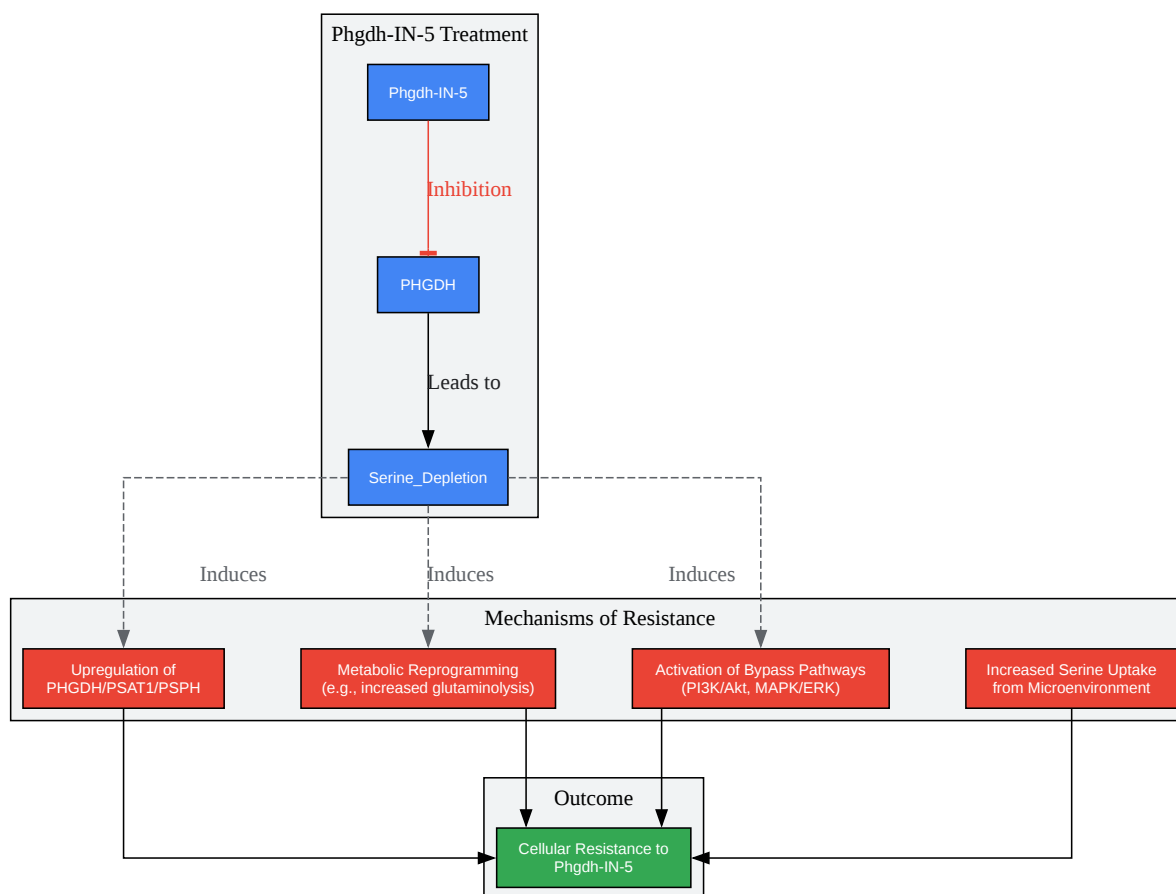 Phgdh-IN-5 Treatment
Phgdh-IN-5
Inhibition
PHGDH
Leads to
Serine_Depletion
Induces
Induces
Induces
Mechanisms of Resistance
Upregulation of
PHGDH/PSAT1/PSPH
Metabolic Reprogramming
(e.g., increased glutaminolysis)
Activation of Bypass Pathways
(PI3K/Akt, MAPK/ERK)
Increased Serine Uptake
from Microenvironment
Outcome
Cellular Resistance to
Phgdh-IN-5